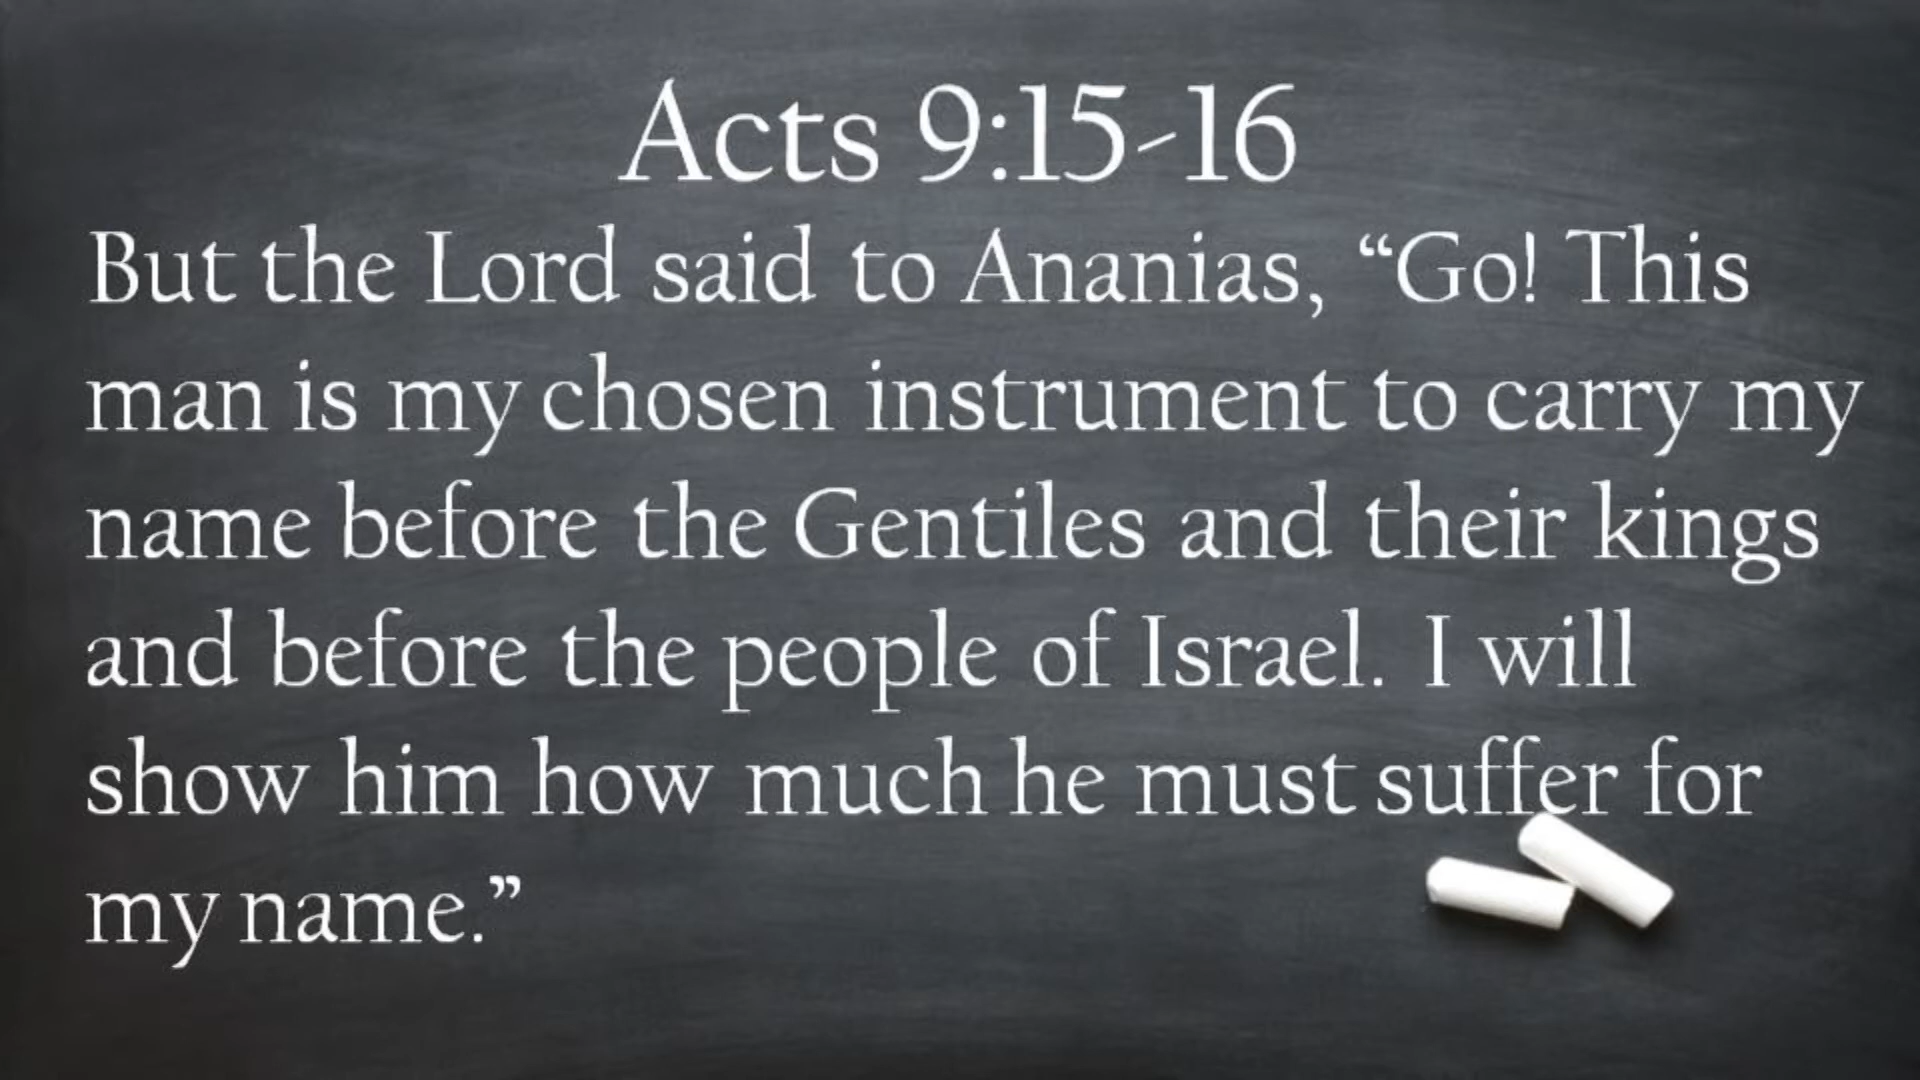 Acts 9:15-16
But the Lord said to Ananias, “Go! This
man is my chosen instrument to carry my
name before the Gentiles and their kings
and before the people of Israel. I will
show him how much he must suffer for
my name.”